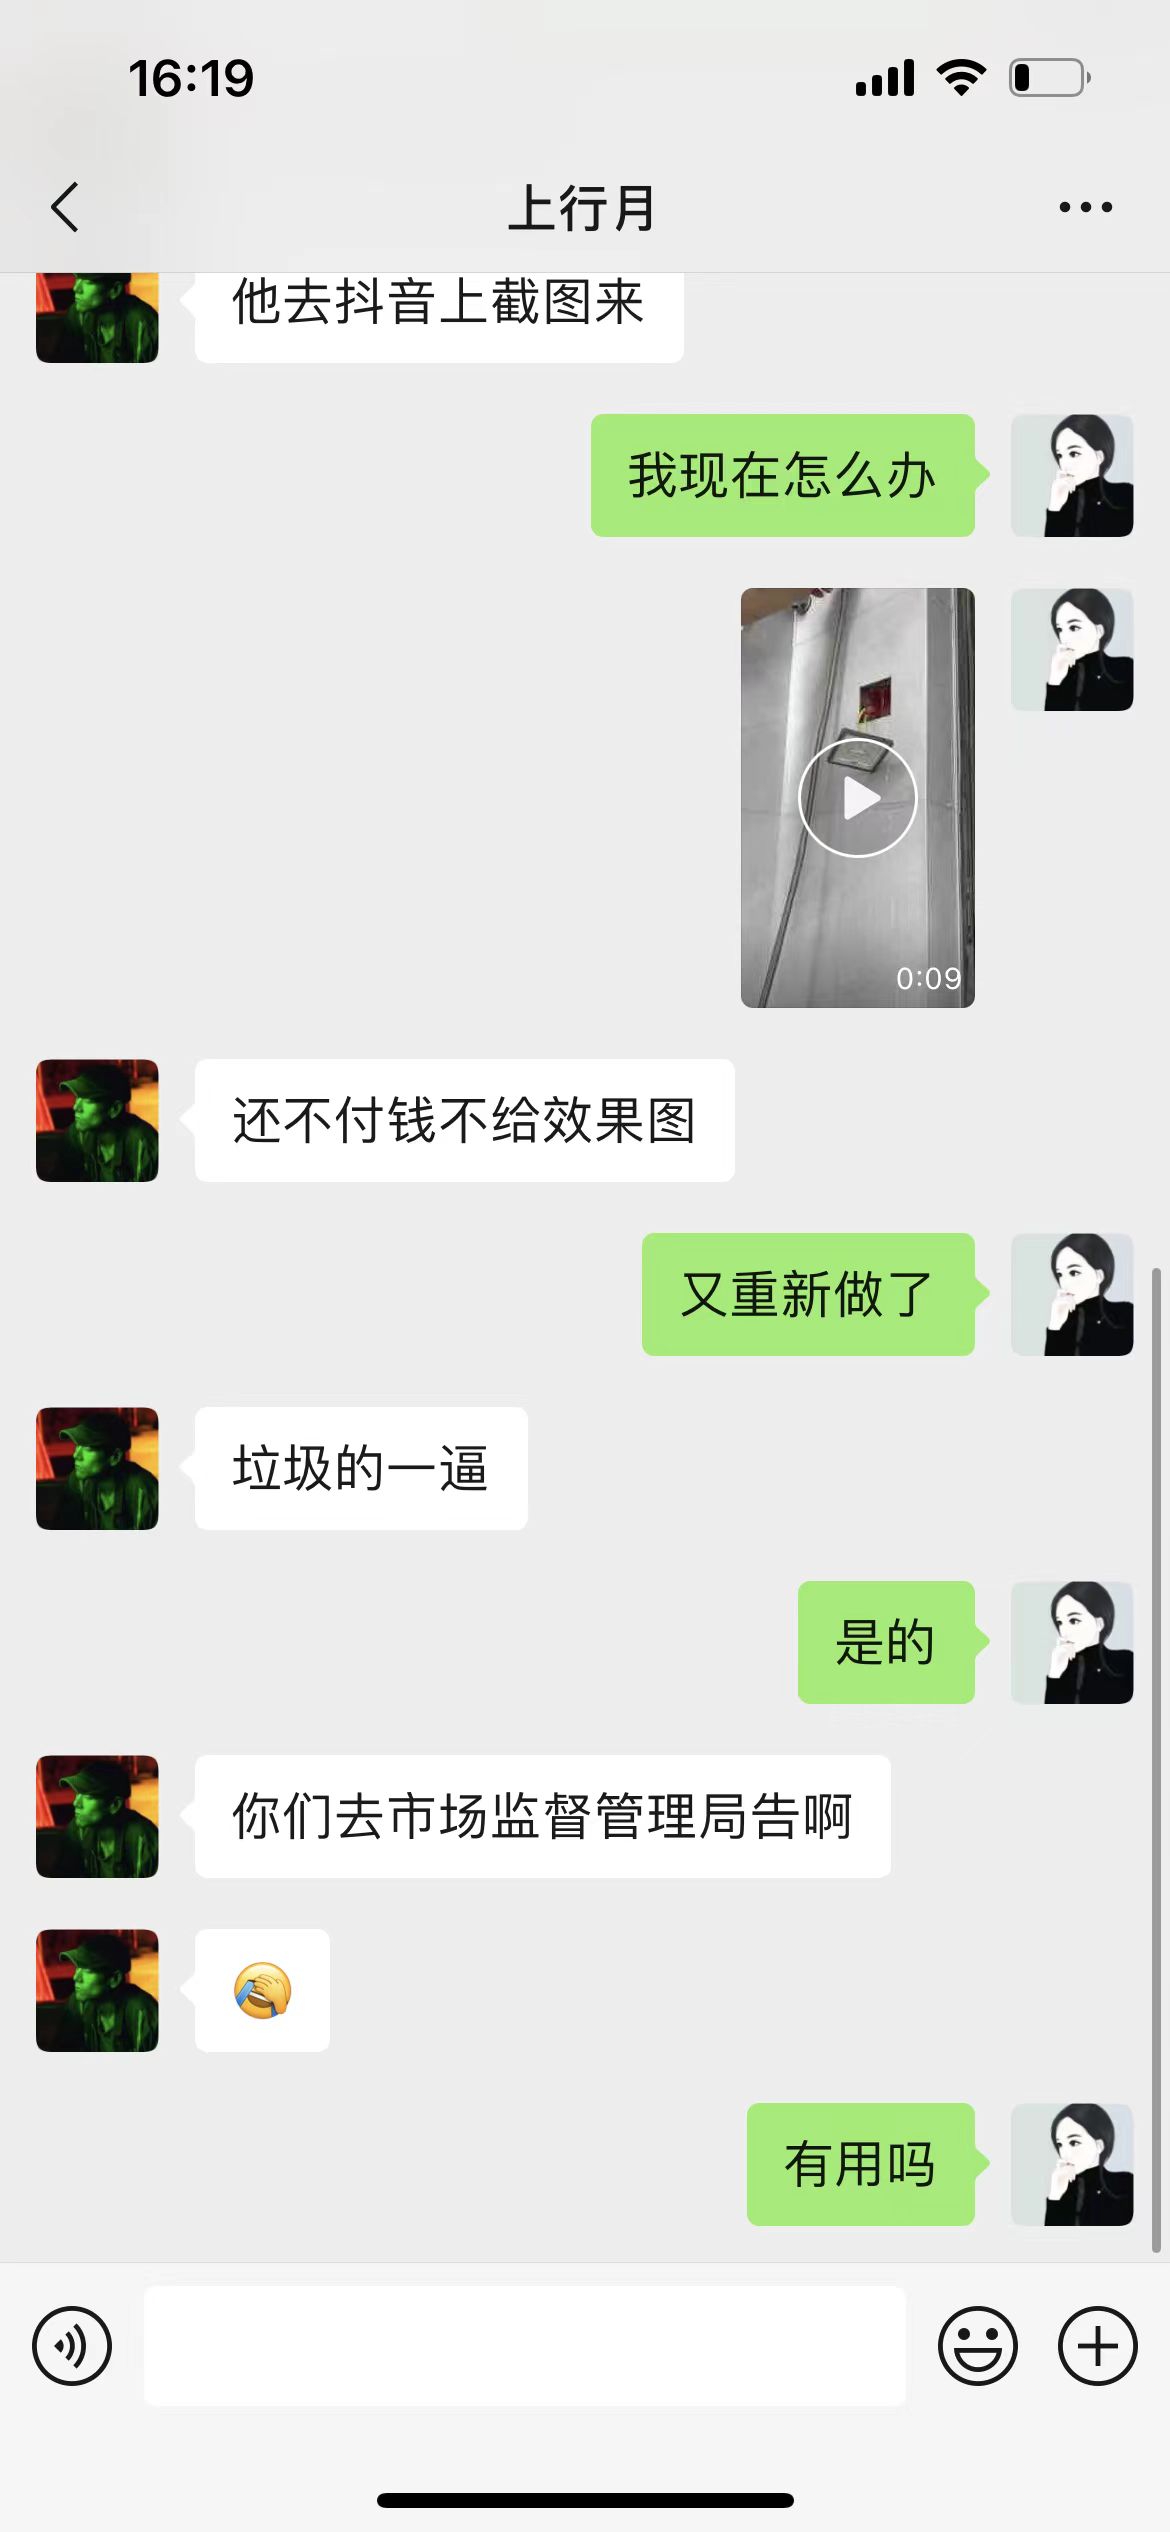 16:19
上行月
他去抖音上截图来
我现在怎么办
0:09
还不付钱不给效果图
又重新做了
垃圾的一逼
是的
你们去市场监督管理局告啊
🤦
有用吗